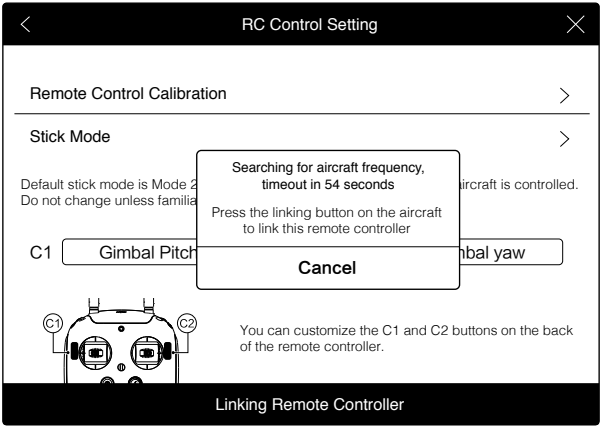 RC Control Setting
Remote Control Calibration
Stick Mode
Searching for aircraft frequency,
timeout in 54 seconds
Default stick mode is Mode 2 aircraft is controlled.
Do not change unless familia
Press the linking button on the aircraft
to link this remote controller
C1 Gimbal Pitch bal yaw
Cancel
C1 C2
You can customize the C1 and C2 buttons on the back
of the remote controller.
Linking Remote Controller